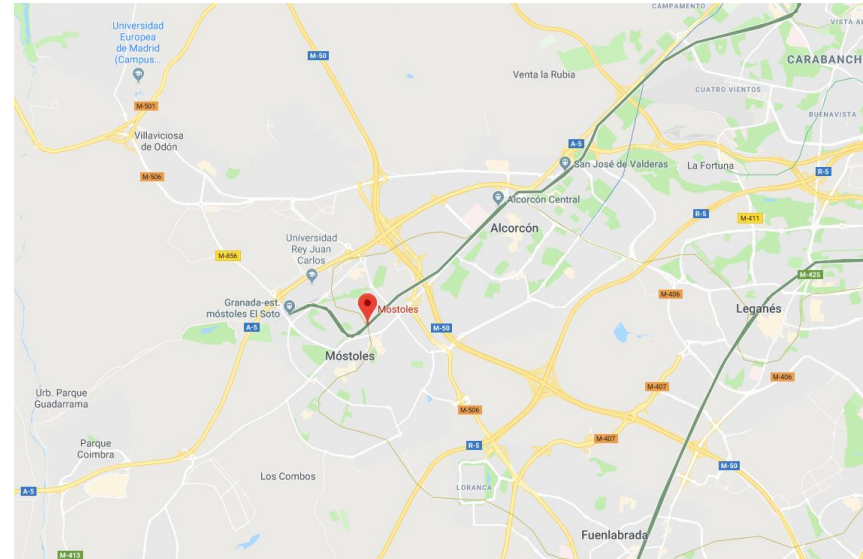 CAMPAMENTO
Universidad
Europea
de Madrid
(Campus...
M-50
Venta la Rubia
CARABANCH
CUATRO VIENTOS
M-501
BUENAVISTA
Villaviciosa
de Odón
A-5
San José de Valderas
La Fortuna
R-5
M-506
Alcorcón Central
R-5
M-411
Alcorcón
Universidad
Rey Juan
Carlos
M-856
M-425
M-406
Granada-est.
móstoles El Soto
Móstoles
Leganés
A-5
M-50
Móstoles
M-406
M-407
Urb. Parque
Guadarrama
M-506
M-407
Parque
Coimbra
R-5
M-50
Los Combos
LORANCA
A-5
Fuenlabrada
M-413